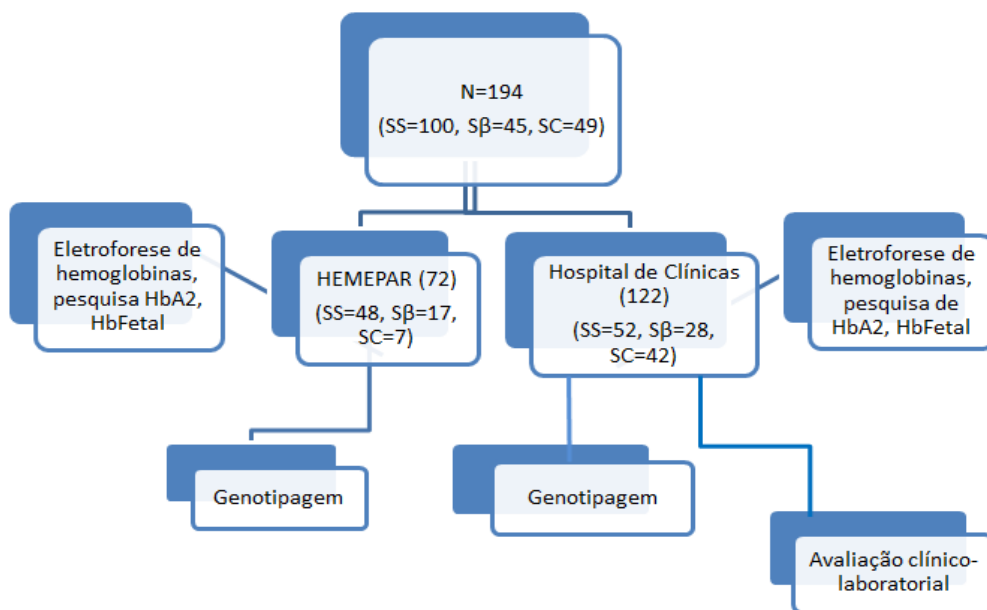 N=194
(SS=100, Sβ=45, SC=49)
Eletroforese de
hemoglobinas,
pesquisa HbA2,
HbFetal
HEMEPAR (72)
(SS=48, Sβ=17,
SC=7)
Hospital de Clínicas
(122)
(SS=52, Sβ=28,
SC=42)
Eletroforese de
hemoglobinas,
pesquisa de
HbA2, HbFetal
Genotipagem
Genotipagem
Avaliação clínico-
laboratorial